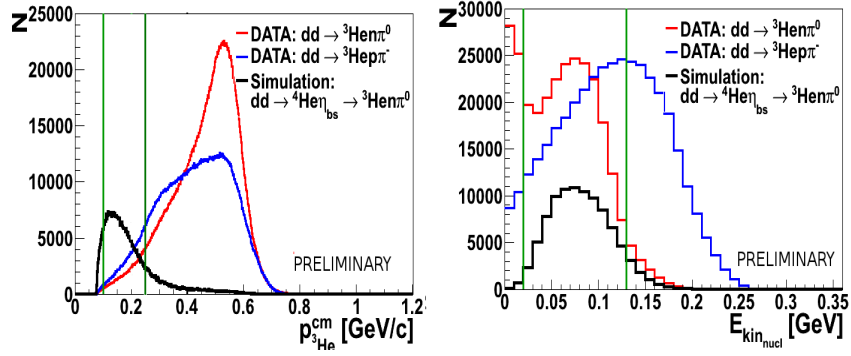 N
25000
20000
15000
10000
5000
0
0 0.2 0.4 0.6 0.8 1 1.2
DATA: dd → ³Henπ⁰
DATA: dd → ³Hepπ⁻
Simulation:
dd → ⁴Heη_bs → ³Henπ⁰
PRELIMINARY
p^cm_³He [GeV/c]
N
30000
25000
20000
15000
10000
5000
0
0 0.05 0.1 0.15 0.2 0.25 0.3 0.35
DATA: dd → ³Henπ⁰
DATA: dd → ³Hepπ⁻
Simulation:
dd → ⁴Heη_bs → ³Henπ⁰
PRELIMINARY
E_kin_nucl [GeV]